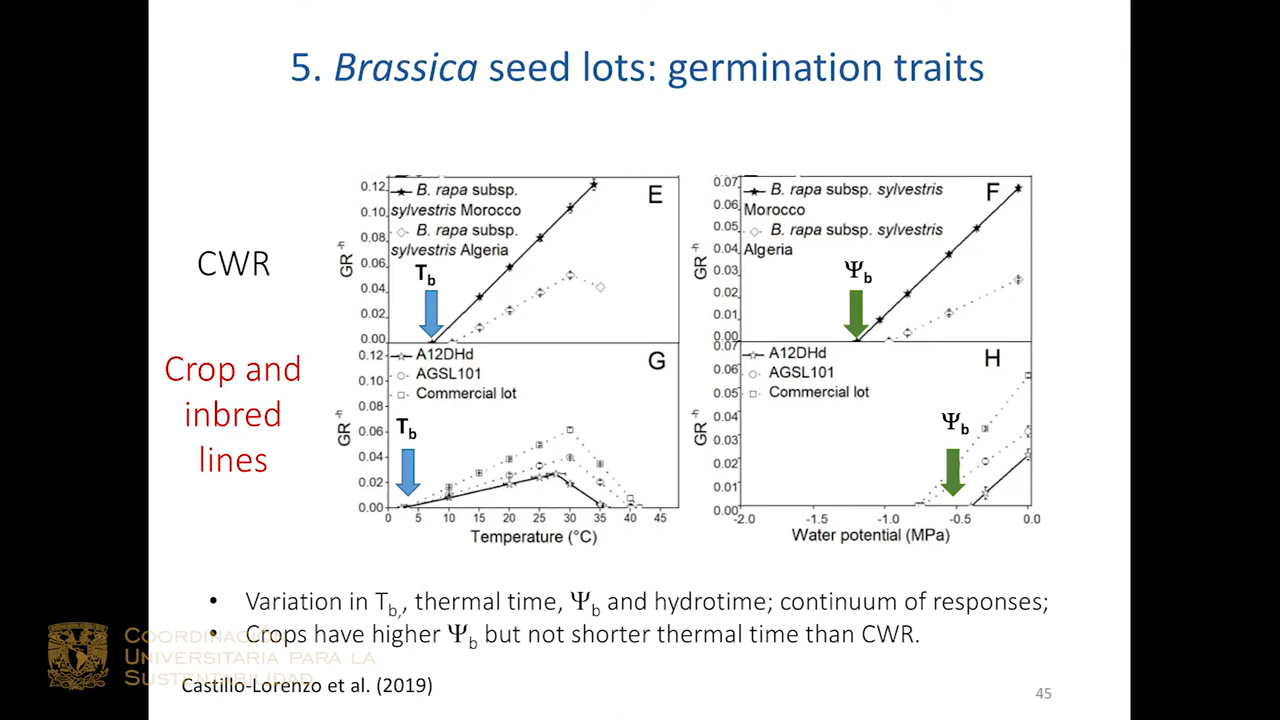 5. Brassica seed lots: germination traits
CWR
Crop and
inbred
lines
0.12
0.10
0.08
0.06
0.04
0.02
0.00
GR -h
B. rapa subsp.
sylvestris Morocco
B. rapa subsp.
sylvestris Algeria
E
Tb
0.07
0.06
0.05
0.04
0.03
0.02
0.01
0.00
GR -h
B. rapa subsp. sylvestris
Morocco
B. rapa subsp. sylvestris
Algeria
F
Ψb
0.12
0.10
0.08
0.06
0.04
0.02
0.00
GR -h
A12DHd
AGSL101
Commercial lot
G
Tb
0 5 10 15 20 25 30 35 40 45
Temperature (°C)
0.07
0.06
0.05
0.04
0.03
0.02
0.01
0.00
GR -h
A12DHd
AGSL101
Commercial lot
H
Ψb
-2.0 -1.5 -1.0 -0.5 0.0
Water potential (MPa)
• Variation in Tb,, thermal time, Ψb and hydrotime; continuum of responses;
• Crops have higher Ψb but not shorter thermal time than CWR.
Coordinación
Universitaria para la
Sustentabilidad
Castillo-Lorenzo et al. (2019)
45